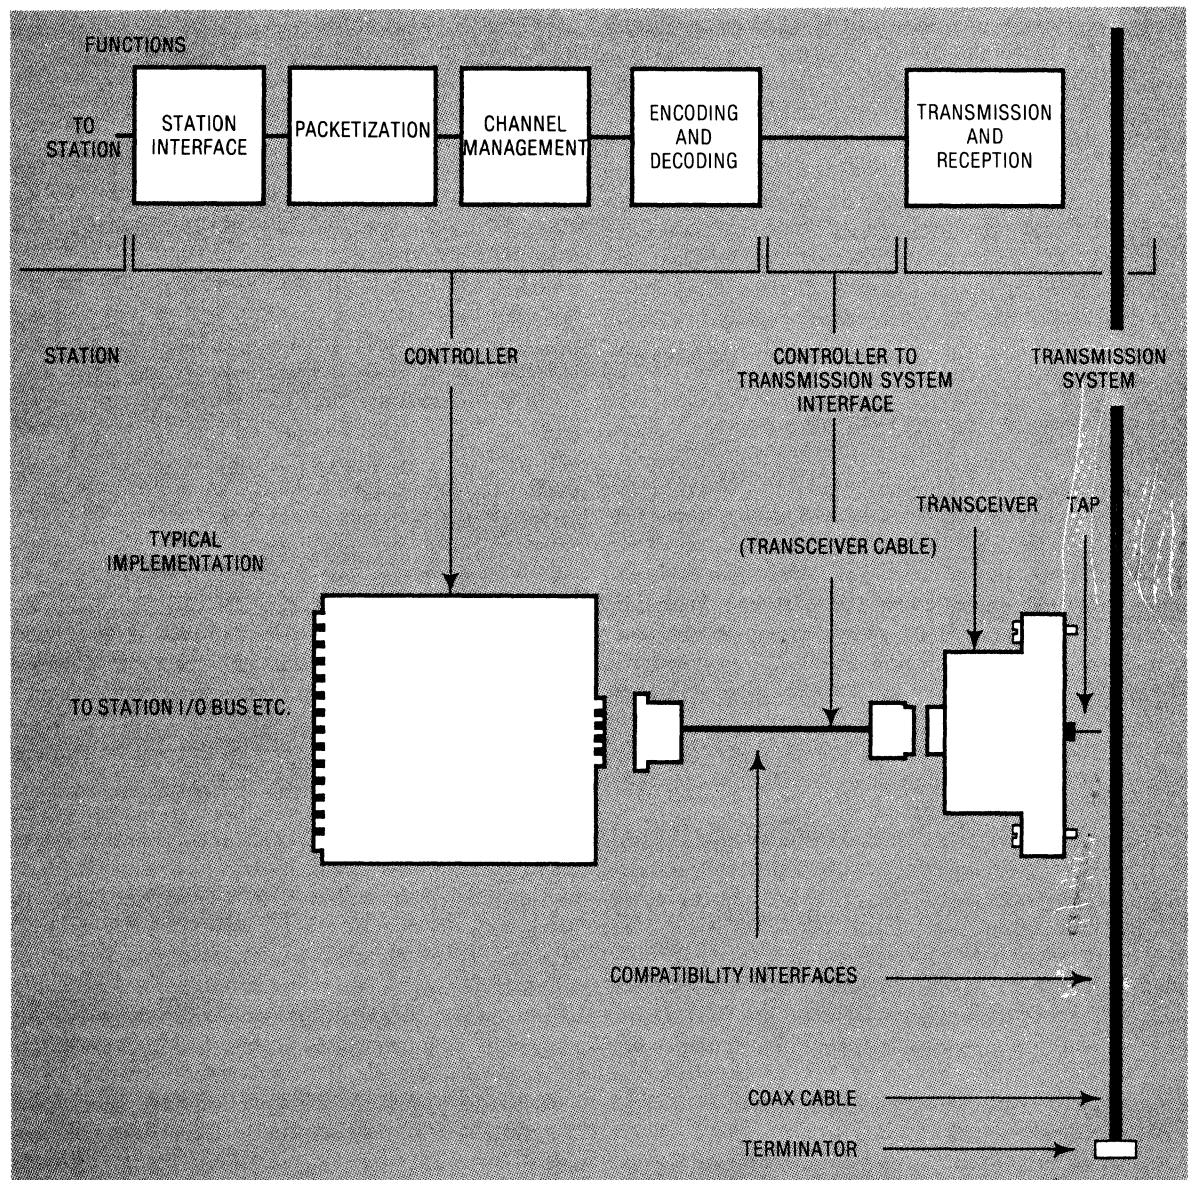 FUNCTIONS
TO
STATION
STATION
INTERFACE
PACKETIZATION
CHANNEL
MANAGEMENT
ENCODING
AND
DECODING
TRANSMISSION
AND
RECEPTION
STATION
CONTROLLER
CONTROLLER TO
TRANSMISSION SYSTEM
INTERFACE
TRANSMISSION
SYSTEM
TRANSCEIVER
TAP
TYPICAL
IMPLEMENTATION
(TRANSCEIVER CABLE)
TO STATION I/O BUS ETC.
COMPATIBILITY INTERFACES
COAX CABLE
TERMINATOR